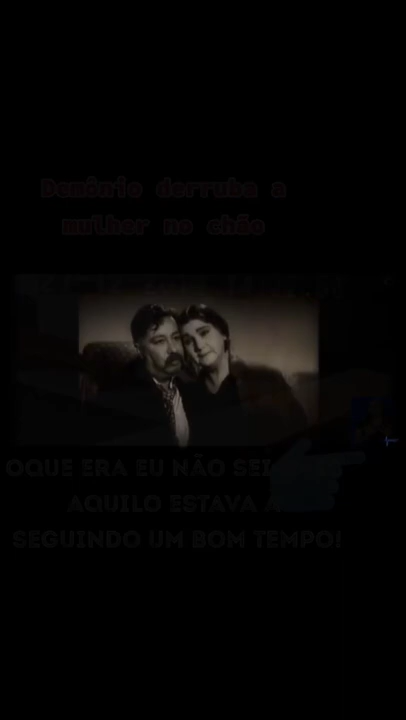 Demônio derruba a
mulher no chão
OQUE ERA EU NÃO SEI
AQUILO ESTAVA A
SEGUINDO UM BOM TEMPO!